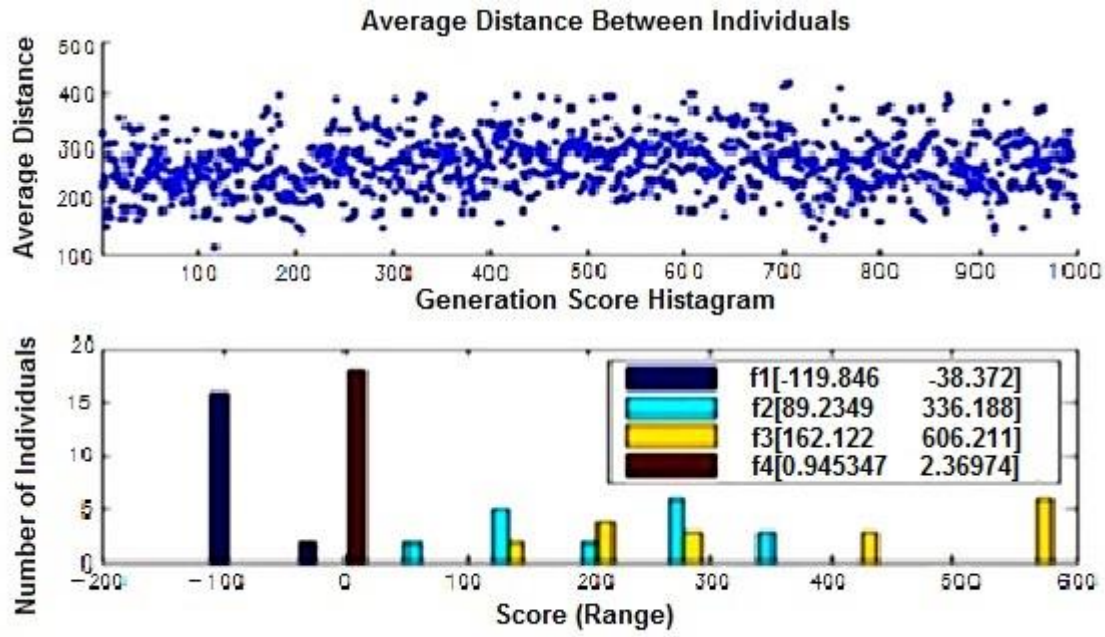 Average Distance Between Individuals
Average Distance
500
400
300
200
100
100 200 300 400 500 600 700 800 900 1000
Generation Score Histagram
Number of Individuals
20
15
10
5
0
f1[-119.846 -38.372]
f2[89.2349 336.188]
f3[162.122 606.211]
f4[0.945347 2.36974]
-200 -100 0 100 200 300 400 500 600
Score (Range)